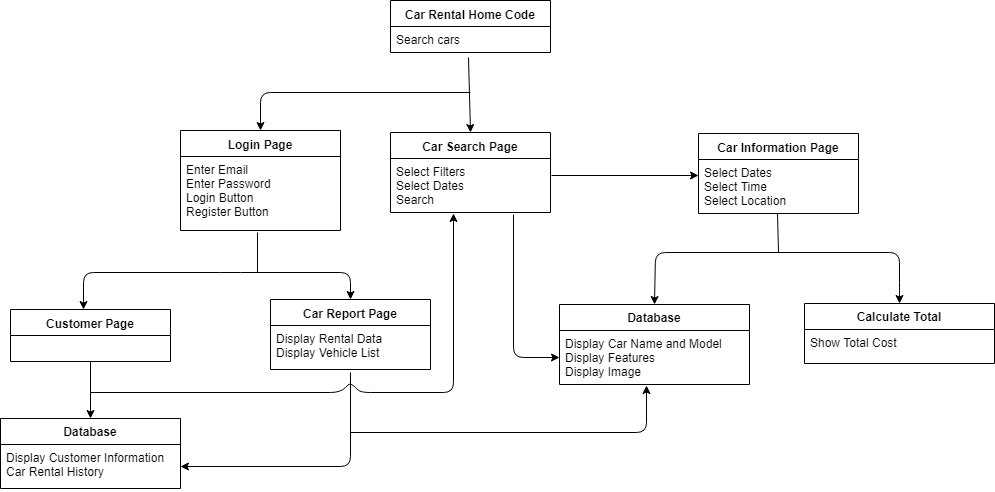 Car Rental Home Code
Search cars
Login Page
Enter Email
Enter Password
Login Button
Register Button
Car Search Page
Select Filters
Select Dates
Search
Car Information Page
Select Dates
Select Time
Select Location
Customer Page
Car Report Page
Display Rental Data
Display Vehicle List
Database
Display Car Name and Model
Display Features
Display Image
Calculate Total
Show Total Cost
Database
Display Customer Information
Car Rental History